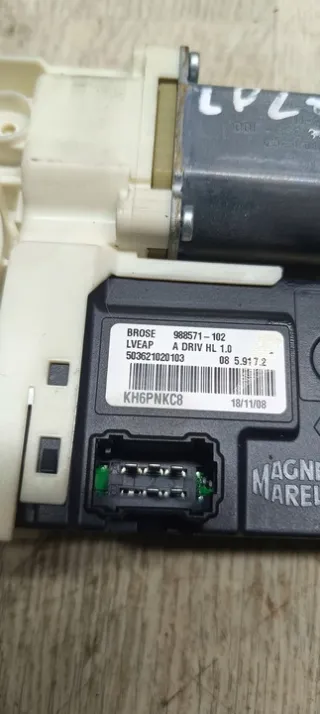 BROSE 988571-102
LVEAP A DRIV HL 1.0
503621020103 08 5.917.2
KH6PNKC8 18/11/08
MAGNE
MAREL